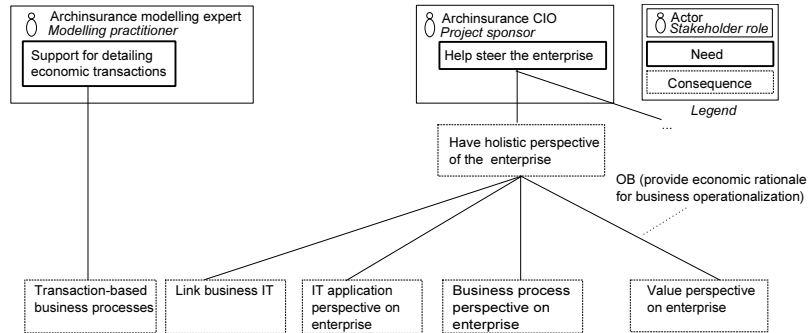 Archinsurance modelling expert
Modelling practitioner
Support for detailing
economic transactions
Archinsurance CIO
Project sponsor
Help steer the enterprise
Actor
Stakeholder role
Need
Consequence
Legend
...
Have holistic perspective
of the enterprise
OB (provide economic rationale
for business operationalization)
Transaction-based
business processes
Link business IT
IT application
perspective on
enterprise
Business process
perspective on
enterprise
Value perspective
on enterprise